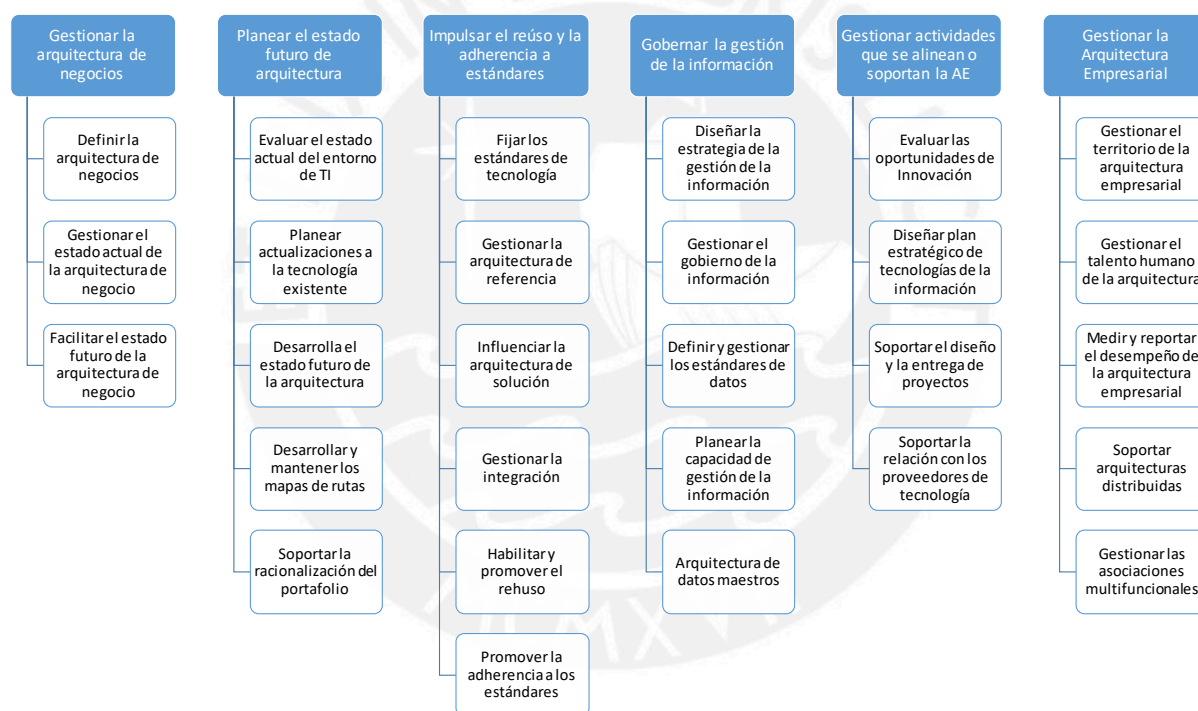 Gestionar la
arquitectura de
negocios
Definir la
arquitectura de
negocios
Gestionar el
estado actual de
la arquitectura de
negocio
Facilitar el estado
futuro de la
arquitectura de
negocio
Planear el estado
futuro de
arquitectura
Evaluar el estado
actual del entorno
de TI
Planear
actualizaciones a
la tecnología
existente
Desarrolla el
estado futuro de
la arquitectura
Desarrollar y
mantener los
mapas de rutas
Soportar la
racionalización del
portafolio
Impulsar el reúso y la
adherencia a
estándares
Fijar los
estándares de
tecnología
Gestionar la
arquitectura de
referencia
Influenciar la
arquitectura de
solución
Gestionar la
integración
Habilitar y
promover el
rehuso
Promover la
adherencia a los
estándares
Gobernar la gestión
de la información
Diseñar la
estrategia de la
gestión de la
información
Gestionar el
gobierno de la
información
Definir y gestionar
los estándares de
datos
Planear la
capacidad de
gestión de la
información
Arquitectura de
datos maestros
Gestionar actividades
que se alinean o
soportan la AE
Evaluar las
oportunidades de
Innovación
Diseñar plan
estratégico de
tecnologías de la
información
Soportar el diseño
y la entrega de
proyectos
Soportar la
relación con los
proveedores de
tecnología
Gestionar la
Arquitectura
Empresarial
Gestionar el
territorio de la
arquitectura
empresarial
Gestionar el
talento humano
de la arquitectura
Medir y reportar
el desempeño de
la arquitectura
empresarial
Soportar
arquitecturas
distribuidas
Gestionar las
asociaciones
multifuncionales